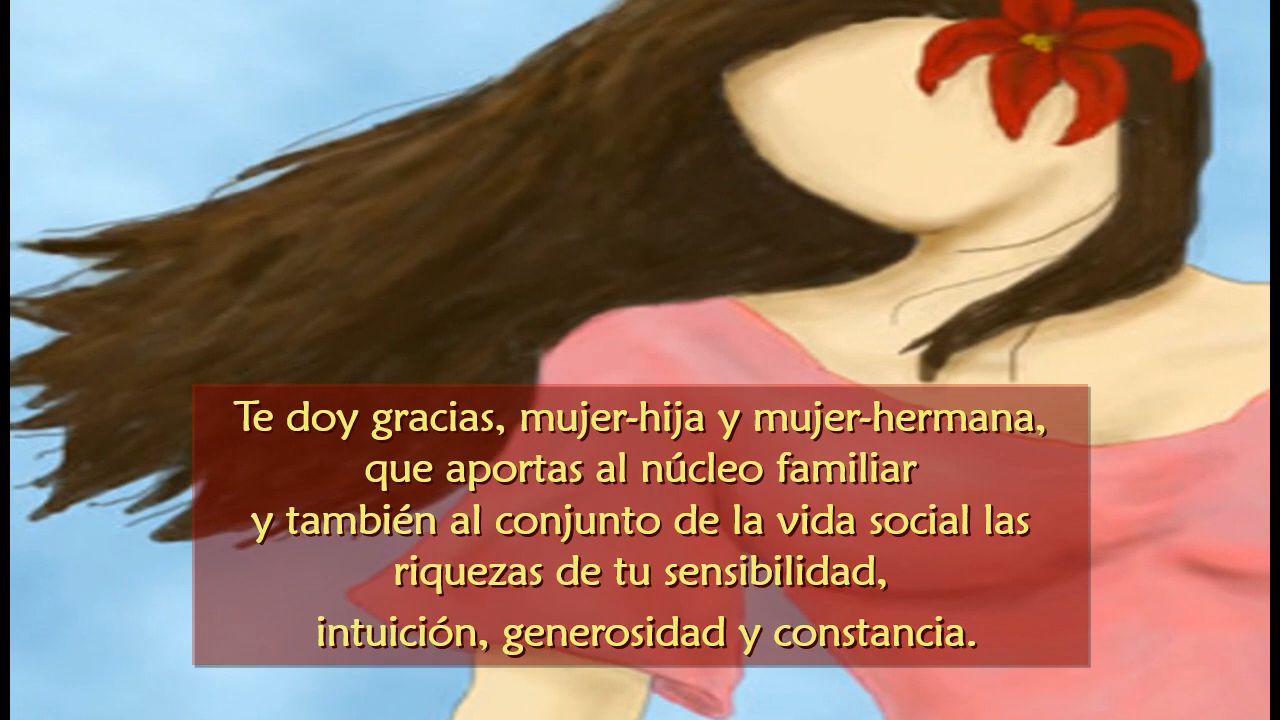 Te doy gracias, mujer-hija y mujer-hermana,
que aportas al núcleo familiar
y también al conjunto de la vida social las
riquezas de tu sensibilidad,
intuición, generosidad y constancia.